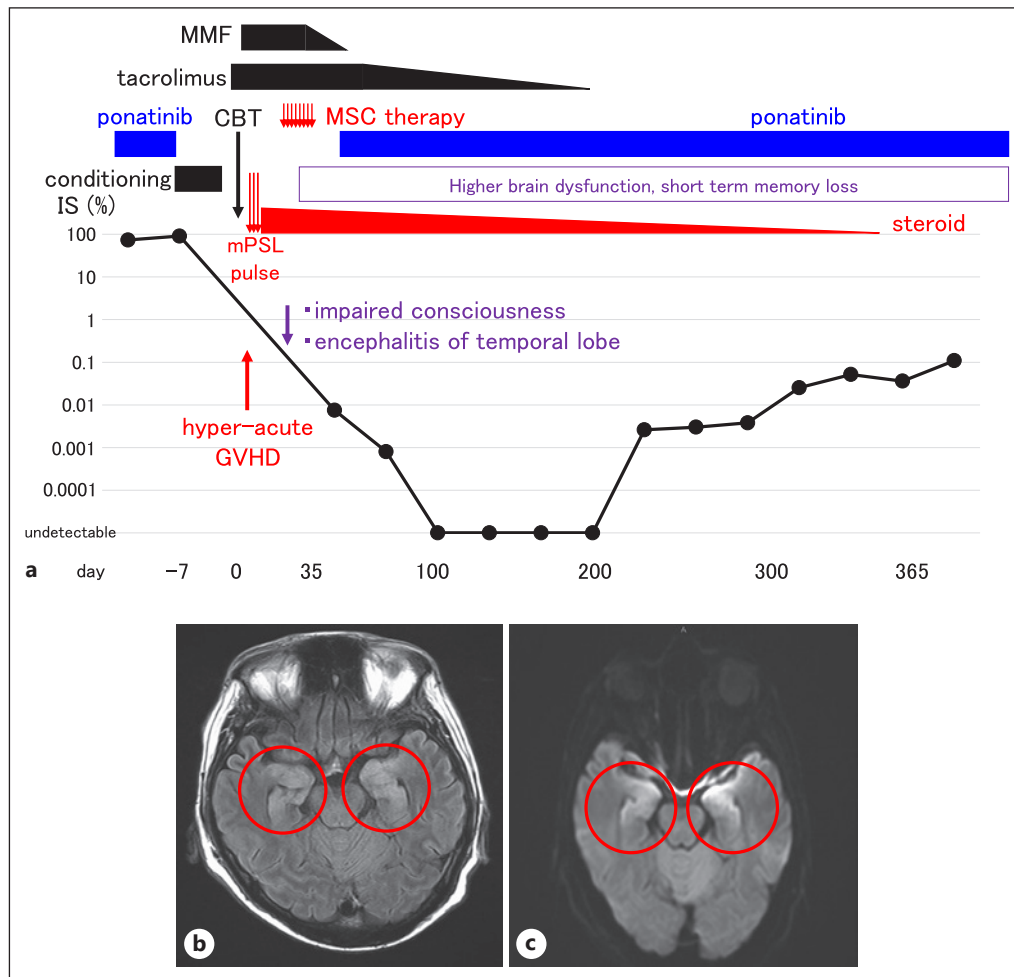 MMF
tacrolimus
ponatinib
CBT
MSC therapy
ponatinib
conditioning
Higher brain dysfunction, short term memory loss
IS (%)
steroid
100
mPSL
pulse
10
1
・impaired consciousness
・encephalitis of temporal lobe
0.1
0.01
hyper-acute
GVHD
0.001
0.0001
undetectable
a day -7 0 35 100 200 300 365
A
b
c